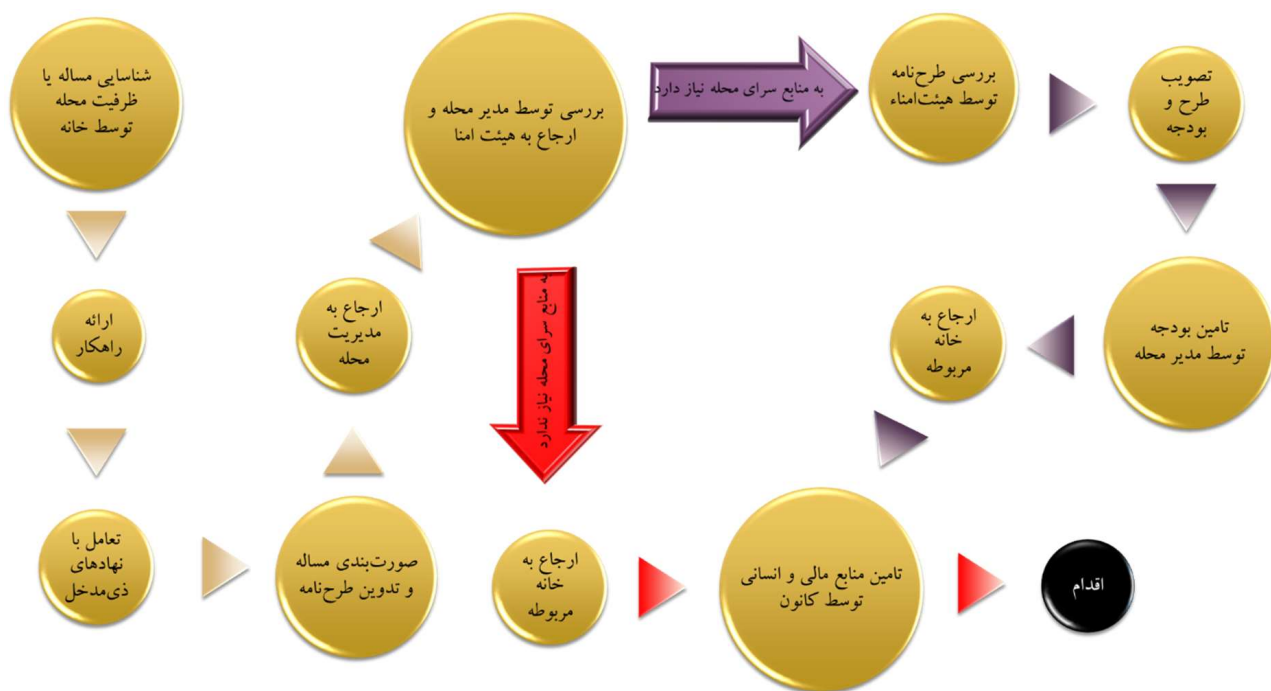 شناسایی مساله یا
ظرفیت محله
توسط خانه
ارائه
راهکار
تعامل با
نهادهای
ذی‌مدخل
صورت‌بندی مساله
و تدوین طرح‌نامه
ارجاع به
مدیریت
محله
بررسی توسط مدیر محله و
ارجاع به هیئت امنا
به منابع سرای محله نیاز دارد
بررسی طرح‌نامه
توسط هیئت‌امناء
تصویب
طرح و
بودجه
تامین بودجه
توسط مدیر محله
ارجاع به
خانه
مربوطه
به منابع سرای محله نیاز ندارد
ارجاع به
خانه
مربوطه
تامین منابع مالی و انسانی
توسط کانون
اقدام